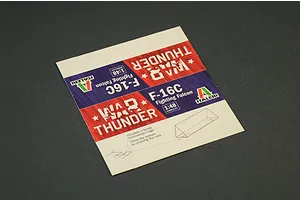 WAR
THUNDER
F-16C
Fighting Falcon
1:48
ITALERI
WAR
THUNDER
F-16C
Fighting Falcon
1:48
ITALERI